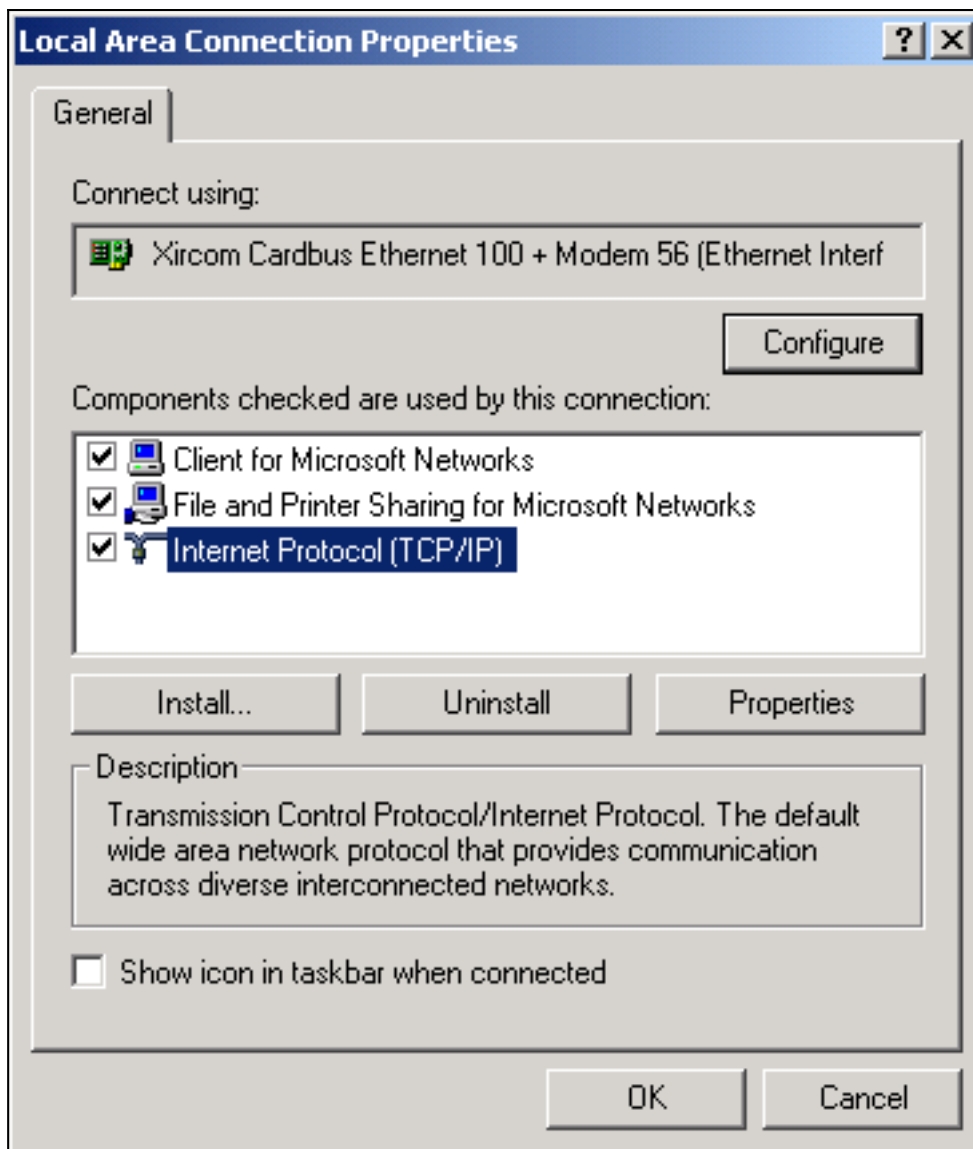 Local Area Connection Properties
General
Connect using:
Xircom Cardbus Ethernet 100 + Modem 56 (Ethernet Interf
Configure
Components checked are used by this connection:
Client for Microsoft Networks
File and Printer Sharing for Microsoft Networks
Internet Protocol (TCP/IP)
Install... Uninstall Properties
Description
Transmission Control Protocol/Internet Protocol. The default
wide area network protocol that provides communication
across diverse interconnected networks.
Show icon in taskbar when connected
OK Cancel